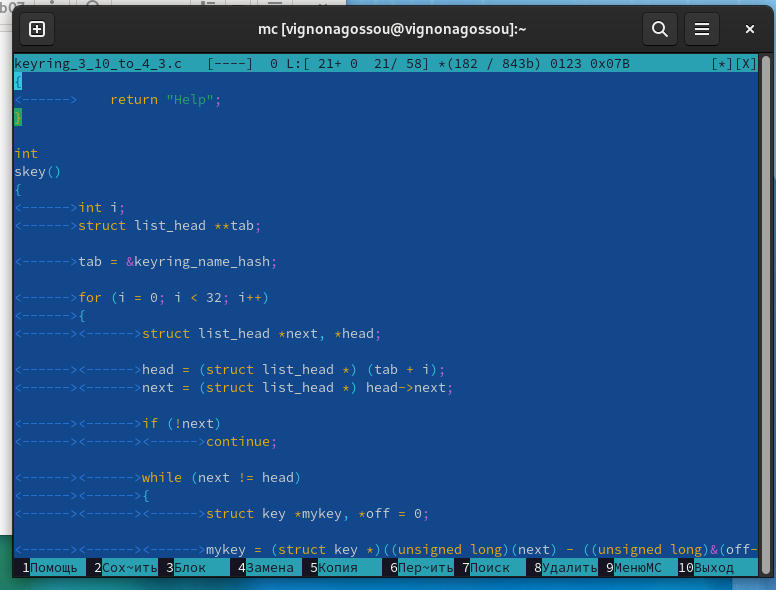 mc [vignonagossou@vignonagossou]:~
keyring_3_10_to_4_3.c   [----]  0 L:[ 21+ 0  21/ 58] *(182 / 843b) 0123 0x07B   [*][X]
{
<------>    return "Help";
}
int
skey()
{
<------>int i;
<------>struct list_head **tab;
<------>tab = &keyring_name_hash;
<------>for (i = 0; i < 32; i++)
<------>{
<------><------>struct list_head *next, *head;
<------><------>head = (struct list_head *) (tab + i);
<------><------>next = (struct list_head *) head->next;
<------><------>if (!next)
<------><------><------>continue;
<------><------>while (next != head)
<------><------>{
<------><------><------>struct key *mykey, *off = 0;
<------><------><------>mykey = (struct key *)((unsigned long)(next) - ((unsigned long)&(off-
1Помощь 2Сох~ить 3Блок 4Замена 5Копия 6Пер~ить 7Поиск 8Удалить 9МенюMC 10Выход